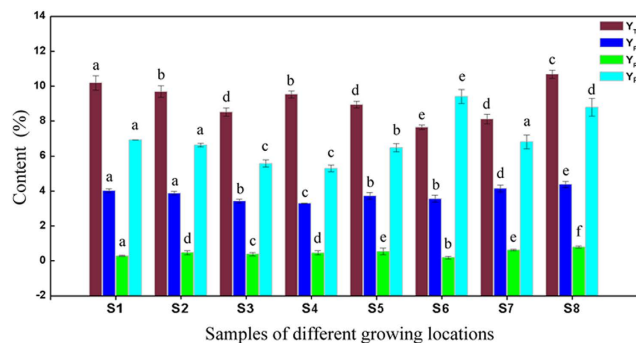 14
12
10
8
6
4
2
0
-2
Content (%)
a a a a
b a d a
d b c c
c c d c
d b e b
e b e
d d e a
c e f d
S1 S2 S3 S4 S5 S6 S7 S8
Samples of different growing locations